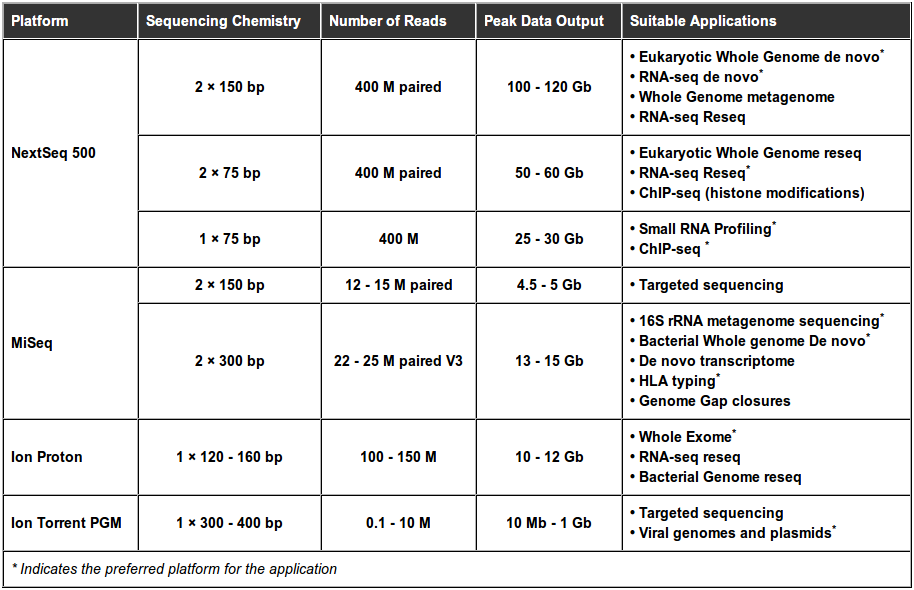 Platform Sequencing Chemistry Number of Reads Peak Data Output Suitable Applications
NextSeq 500
2 × 150 bp 400 M paired 100 - 120 Gb
• Eukaryotic Whole Genome de novo*
• RNA-seq de novo*
• Whole Genome metagenome
• RNA-seq Reseq
2 × 75 bp 400 M paired 50 - 60 Gb
• Eukaryotic Whole Genome reseq
• RNA-seq Reseq*
• ChIP-seq (histone modifications)
1 × 75 bp 400 M 25 - 30 Gb
• Small RNA Profiling*
• ChIP-seq *
MiSeq
2 × 150 bp 12 - 15 M paired 4.5 - 5 Gb
• Targeted sequencing
2 × 300 bp 22 - 25 M paired V3 13 - 15 Gb
• 16S rRNA metagenome sequencing*
• Bacterial Whole genome De novo*
• De novo transcriptome
• HLA typing*
• Genome Gap closures
Ion Proton 1 × 120 - 160 bp 100 - 150 M 10 - 12 Gb
• Whole Exome*
• RNA-seq reseq
• Bacterial Genome reseq
Ion Torrent PGM 1 × 300 - 400 bp 0.1 - 10 M 10 Mb - 1 Gb
• Targeted sequencing
• Viral genomes and plasmids*
* Indicates the preferred platform for the application